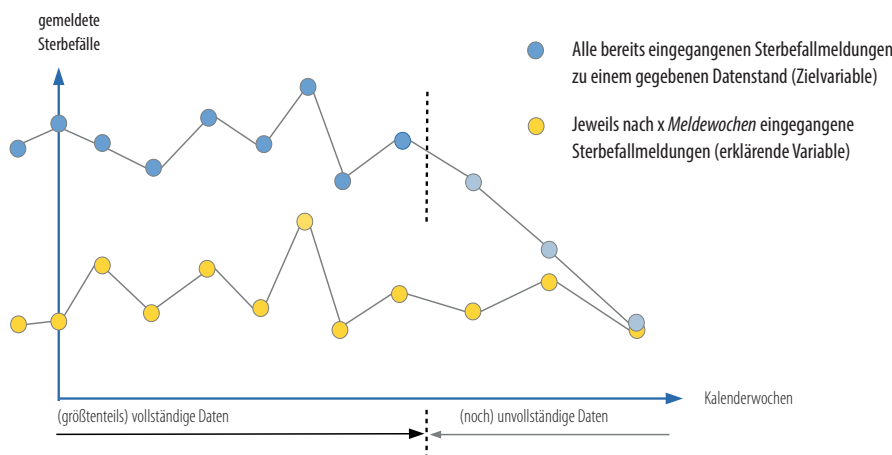 gemeldete
Sterbefälle
Alle bereits eingegangenen Sterbefallmeldungen
zu einem gegebenen Datenstand (Zielvariable)
Jeweils nach x Meldewochen eingegangene
Sterbefallmeldungen (erklärende Variable)
Kalenderwochen
(größtenteils) vollständige Daten
(noch) unvollständige Daten